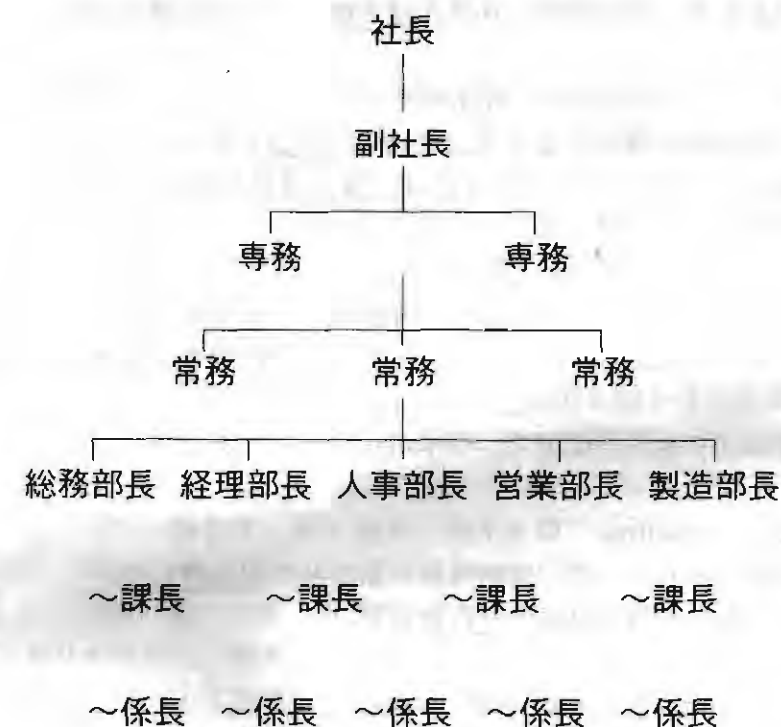 社長
副社長
専務 専務
常務 常務 常務
総務部長 経理部長 人事部長 営業部長 製造部長
～課長 ～課長 ～課長 ～課長
～係長 ～係長 ～係長 ～係長 ～係長